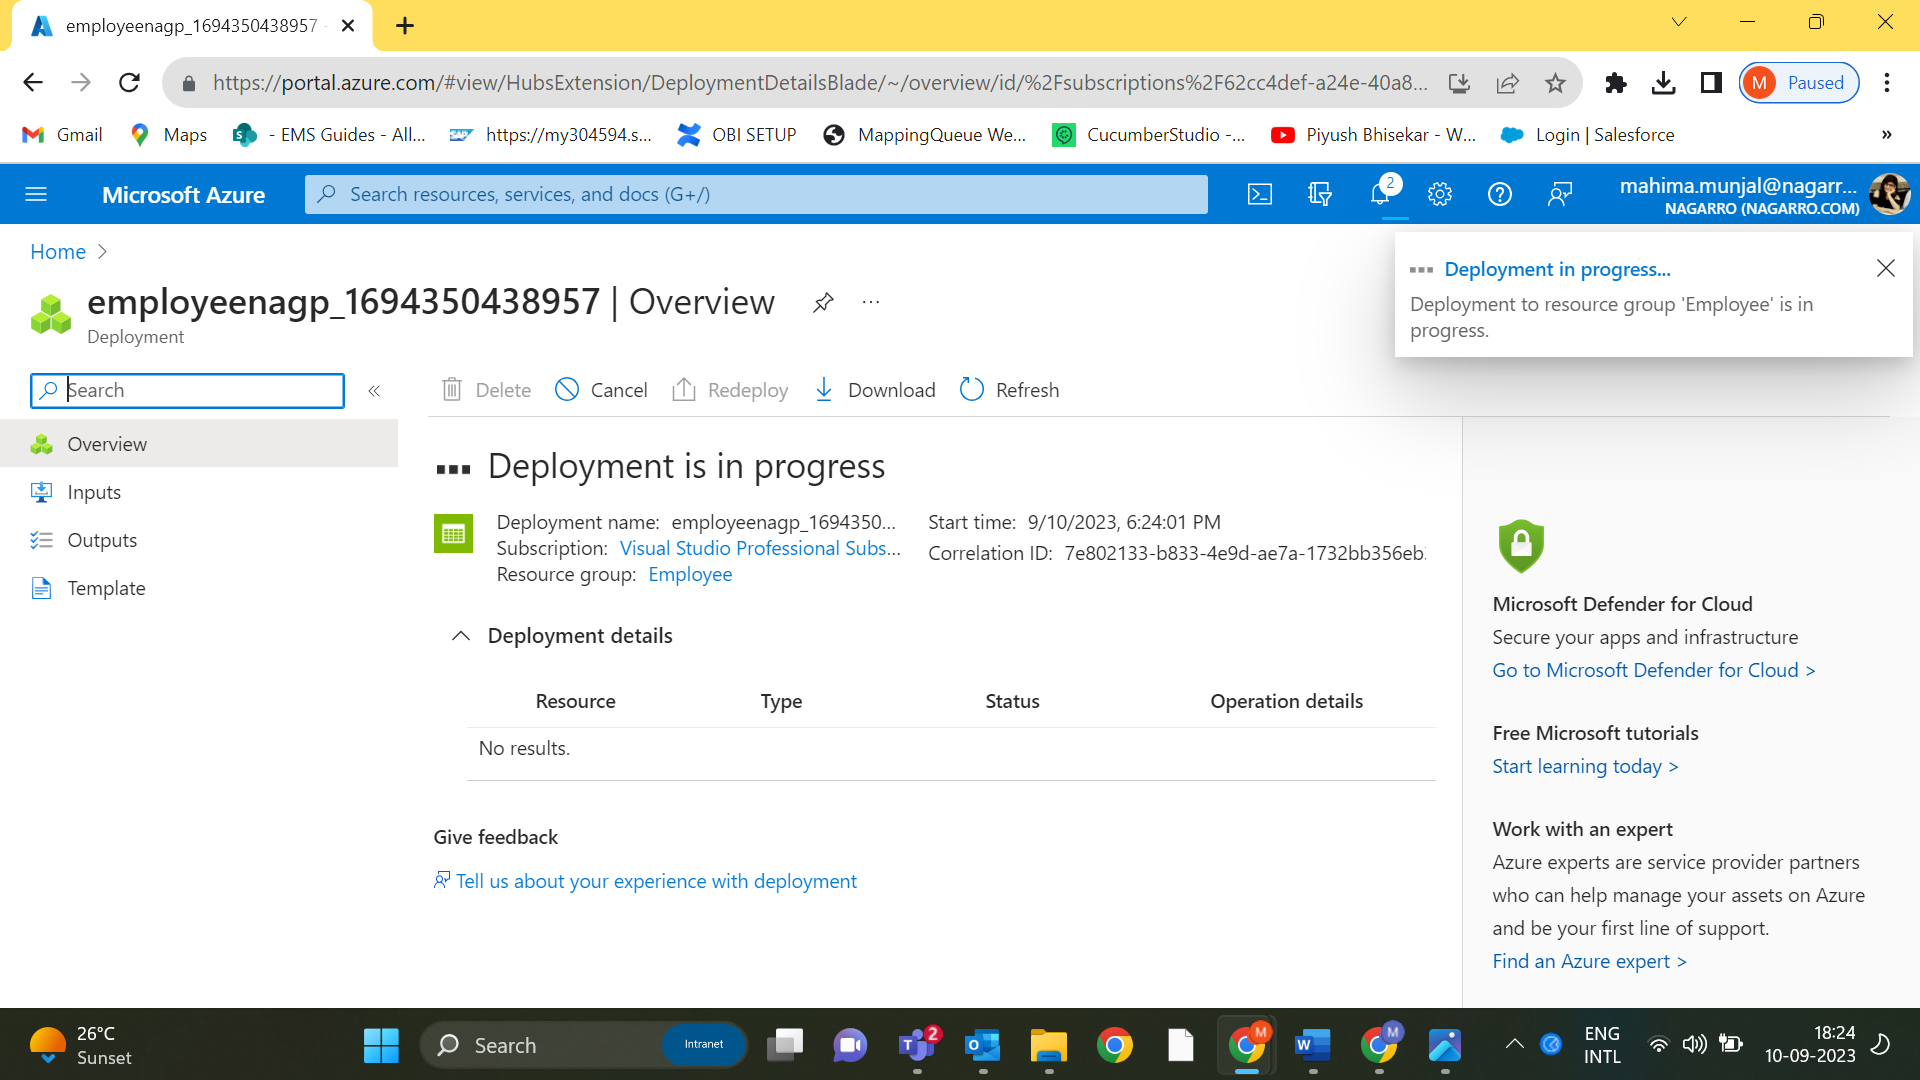 employeenagp_1694350438957 -
https://portal.azure.com/#view/HubsExtension/DeploymentDetailsBlade/~/overview/id/%2Fsubscriptions%2F62cc4def-a24e-40a8...
M Paused
Gmail
Maps
- EMS Guides - All...
https://my304594.s...
OBI SETUP
MappingQueue We...
CucumberStudio -...
Piyush Bhisekar - W...
Login | Salesforce
»
Microsoft Azure
Search resources, services, and docs (G+/)
2
mahima.munjal@nagarr...
NAGARRO (NAGARRO.COM)
Home
Deployment in progress...
Deployment to resource group 'Employee' is in
progress.
employeenagp_1694350438957 | Overview
...
Deployment
Search
«
Delete
Cancel
Redeploy
Download
Refresh
Overview
Inputs
Outputs
Template
Deployment is in progress
Deployment name: employeenagp_1694350...
Subscription: Visual Studio Professional Subs...
Resource group: Employee
Start time: 9/10/2023, 6:24:01 PM
Correlation ID: 7e802133-b833-4e9d-ae7a-1732bb356eb
Deployment details
Resource Type Status Operation details
No results.
Give feedback
Tell us about your experience with deployment
Microsoft Defender for Cloud
Secure your apps and infrastructure
Go to Microsoft Defender for Cloud >
Free Microsoft tutorials
Start learning today >
Work with an expert
Azure experts are service provider partners
who can help manage your assets on Azure
and be your first line of support.
Find an Azure expert >
26°C
Sunset
Search
Intranet
T
2
O
M
W
M
ENG
INTL
18:24
10-09-2023